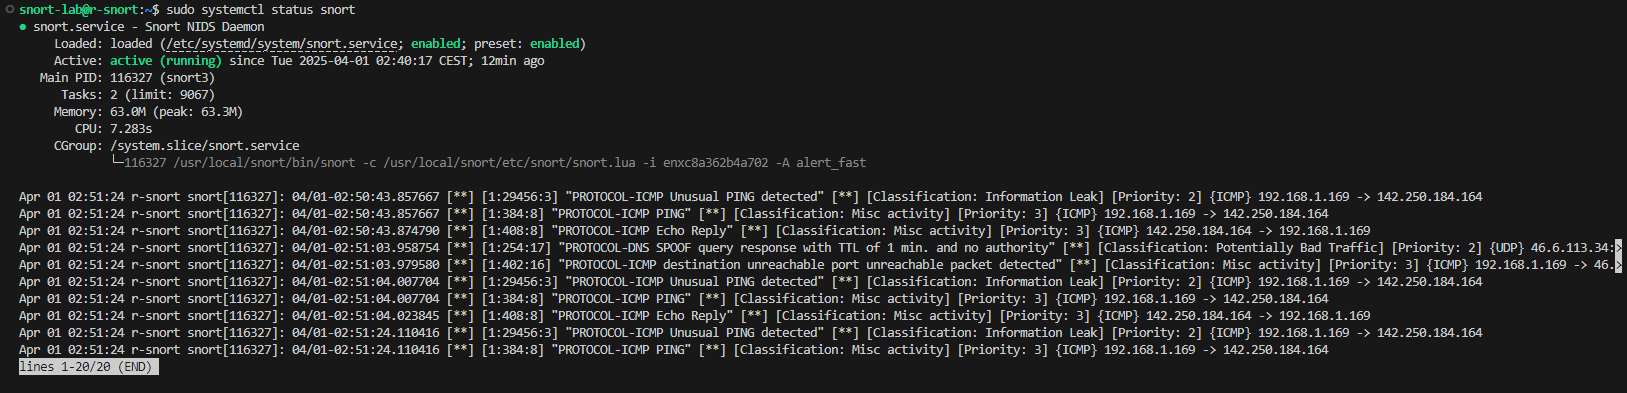 snort-lab@r-snort:~$ sudo systemctl status snort
● snort.service - Snort NIDS Daemon
Loaded: loaded (/etc/systemd/system/snort.service; enabled; preset: enabled)
Active: active (running) since Tue 2025-04-01 02:40:17 CEST; 12min ago
Main PID: 116327 (snort3)
Tasks: 2 (limit: 9067)
Memory: 63.0M (peak: 63.3M)
CPU: 7.283s
CGroup: /system.slice/snort.service
└─116327 /usr/local/snort/bin/snort -c /usr/local/snort/etc/snort/snort.lua -i enxc8a362b4a702 -A alert_fast
Apr 01 02:51:24 r-snort snort[116327]: 04/01-02:50:43.857667 [**] [1:29456:3] "PROTOCOL-ICMP Unusual PING detected" [**] [Classification: Information Leak] [Priority: 2] {ICMP} 192.168.1.169 -> 142.250.184.164
Apr 01 02:51:24 r-snort snort[116327]: 04/01-02:50:43.857667 [**] [1:384:8] "PROTOCOL-ICMP PING" [**] [Classification: Misc activity] [Priority: 3] {ICMP} 192.168.1.169 -> 142.250.184.164
Apr 01 02:51:24 r-snort snort[116327]: 04/01-02:50:43.874790 [**] [1:408:8] "PROTOCOL-ICMP Echo Reply" [**] [Classification: Misc activity] [Priority: 3] {ICMP} 142.250.184.164 -> 192.168.1.169
Apr 01 02:51:24 r-snort snort[116327]: 04/01-02:51:03.958754 [**] [1:254:17] "PROTOCOL-DNS SPOOF query response with TTL of 1 min. and no authority" [**] [Classification: Potentially Bad Traffic] [Priority: 2] {UDP} 46.6.113.34:>
Apr 01 02:51:24 r-snort snort[116327]: 04/01-02:51:03.979580 [**] [1:402:16] "PROTOCOL-ICMP destination unreachable port unreachable packet detected" [**] [Classification: Misc activity] [Priority: 3] {ICMP} 192.168.1.169 -> 46.>
Apr 01 02:51:24 r-snort snort[116327]: 04/01-02:51:04.007704 [**] [1:29456:3] "PROTOCOL-ICMP Unusual PING detected" [**] [Classification: Information Leak] [Priority: 2] {ICMP} 192.168.1.169 -> 142.250.184.164
Apr 01 02:51:24 r-snort snort[116327]: 04/01-02:51:04.007704 [**] [1:384:8] "PROTOCOL-ICMP PING" [**] [Classification: Misc activity] [Priority: 3] {ICMP} 192.168.1.169 -> 142.250.184.164
Apr 01 02:51:24 r-snort snort[116327]: 04/01-02:51:04.023845 [**] [1:408:8] "PROTOCOL-ICMP Echo Reply" [**] [Classification: Misc activity] [Priority: 3] {ICMP} 142.250.184.164 -> 192.168.1.169
Apr 01 02:51:24 r-snort snort[116327]: 04/01-02:51:24.110416 [**] [1:29456:3] "PROTOCOL-ICMP Unusual PING detected" [**] [Classification: Information Leak] [Priority: 2] {ICMP} 192.168.1.169 -> 142.250.184.164
Apr 01 02:51:24 r-snort snort[116327]: 04/01-02:51:24.110416 [**] [1:384:8] "PROTOCOL-ICMP PING" [**] [Classification: Misc activity] [Priority: 3] {ICMP} 192.168.1.169 -> 142.250.184.164
lines 1-20/20 (END)